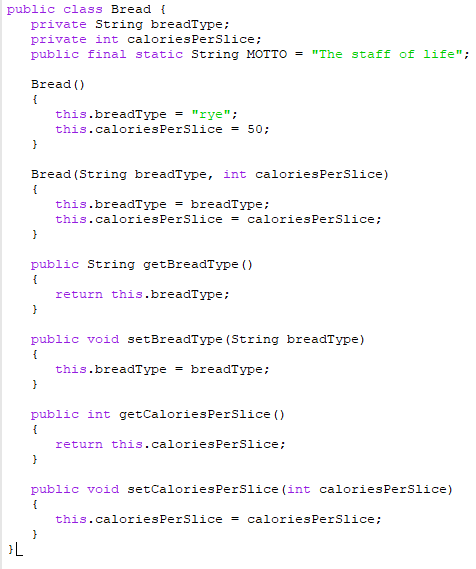 public class Bread {
   private String breadType;
   private int caloriesPerSlice;
   public final static String MOTTO = "The staff of life";

   Bread()
   {
      this.breadType = "rye";
      this.caloriesPerSlice = 50;
   }

   Bread(String breadType, int caloriesPerSlice)
   {
      this.breadType = breadType;
      this.caloriesPerSlice = caloriesPerSlice;
   }

   public String getBreadType()
   {
      return this.breadType;
   }

   public void setBreadType(String breadType)
   {
      this.breadType = breadType;
   }

   public int getCaloriesPerSlice()
   {
      return this.caloriesPerSlice;
   }

   public void setCaloriesPerSlice(int caloriesPerSlice)
   {
      this.caloriesPerSlice = caloriesPerSlice;
   }
}